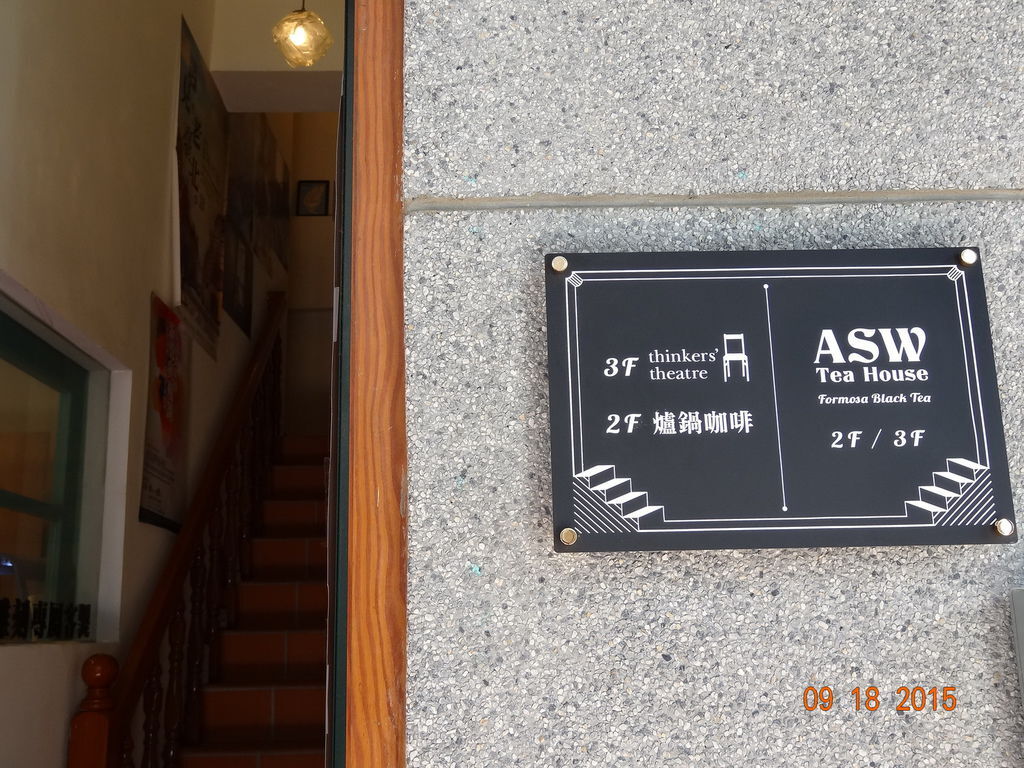 3F thinkers' theatre
2F 爐鍋咖啡
ASW
Tea House
Formosa Black Tea
2F / 3F
09 18 2015